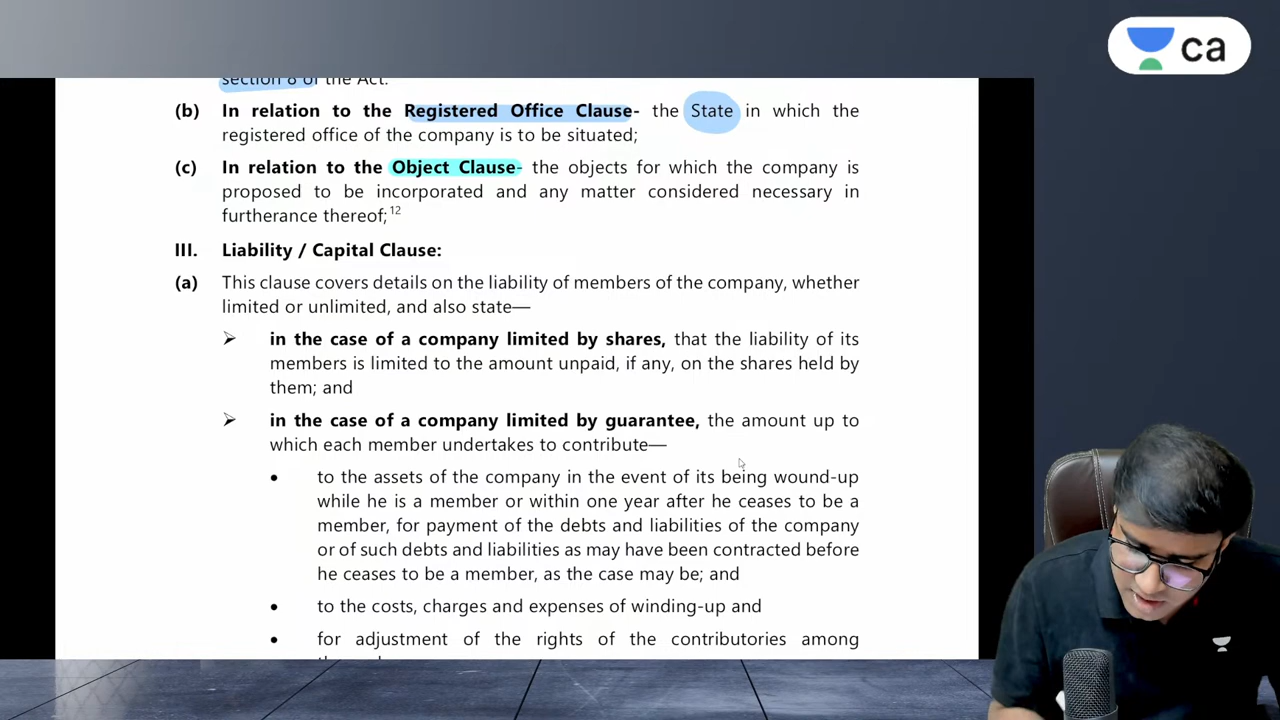 ca
section 8 of the Act.
(b) In relation to the Registered Office Clause- the State in which the
registered office of the company is to be situated;
(c) In relation to the Object Clause- the objects for which the company is
proposed to be incorporated and any matter considered necessary in
furtherance thereof;12
III. Liability / Capital Clause:
(a) This clause covers details on the liability of members of the company, whether
limited or unlimited, and also state—
➢ in the case of a company limited by shares, that the liability of its
members is limited to the amount unpaid, if any, on the shares held by
them; and
➢ in the case of a company limited by guarantee, the amount up to
which each member undertakes to contribute—
• to the assets of the company in the event of its being wound-up
while he is a member or within one year after he ceases to be a
member, for payment of the debts and liabilities of the company
or of such debts and liabilities as may have been contracted before
he ceases to be a member, as the case may be; and
• to the costs, charges and expenses of winding-up and
• for adjustment of the rights of the contributories among